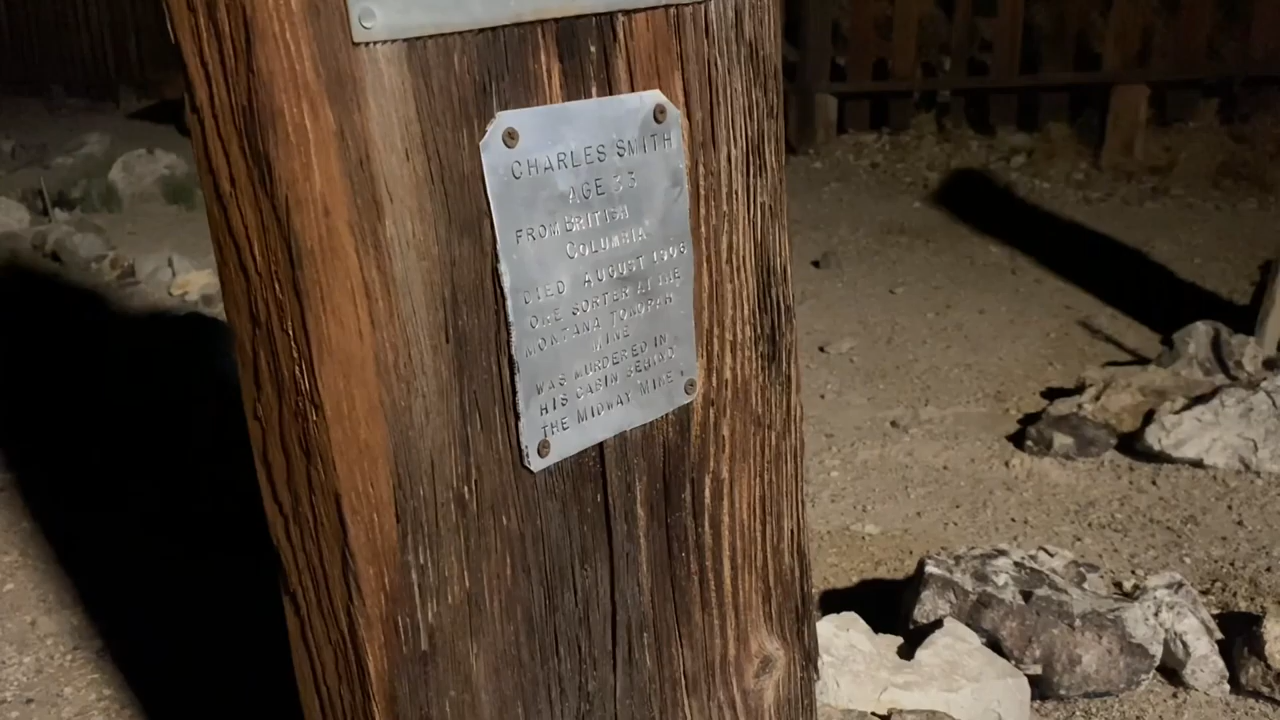 CHARLES SMITH
AGE 33
FROM BRITISH
COLUMBIA
DIED AUGUST 1906
ORE SORTER AT THE
MONTANA TONOPAH
MINE
WAS MURDERED IN
HIS CABIN BEHIND
THE MIDWAY MINE.